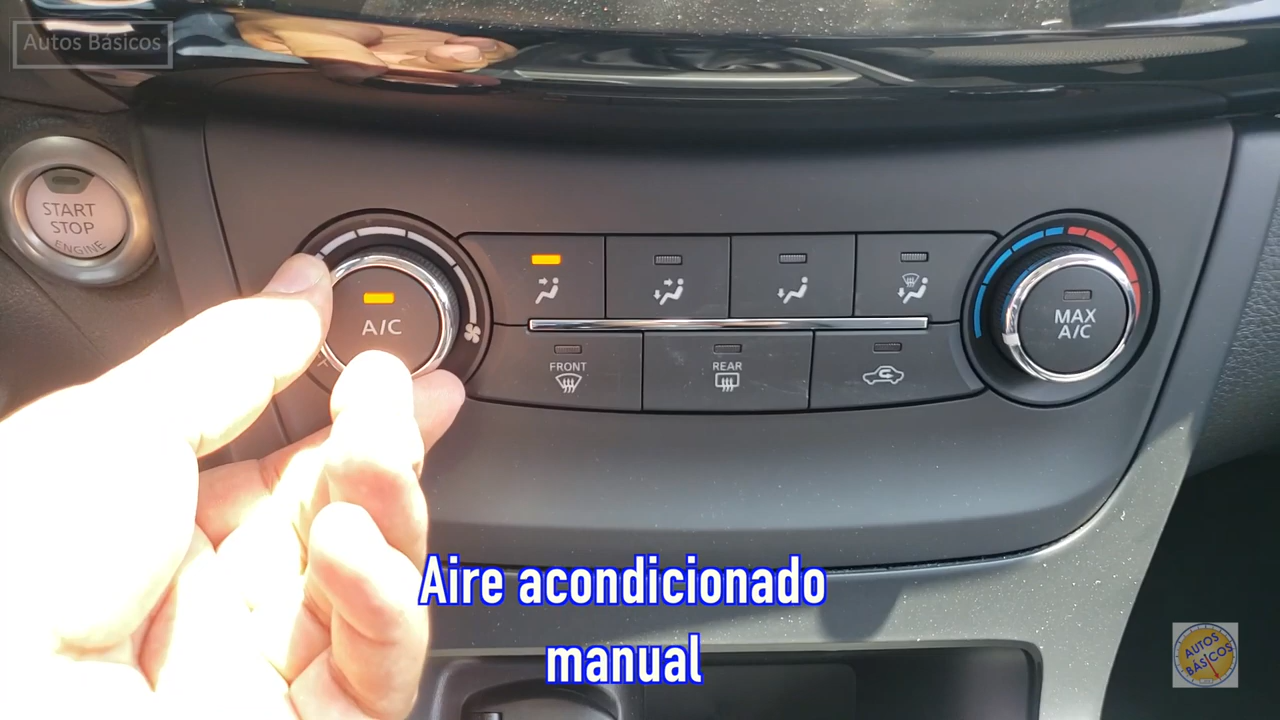 Autos Básicos
START
STOP
ENGINE
A/C
MAX
A/C
FRONT
REAR
Aire acondicionado
manual
AUTOS
BÁSICOS